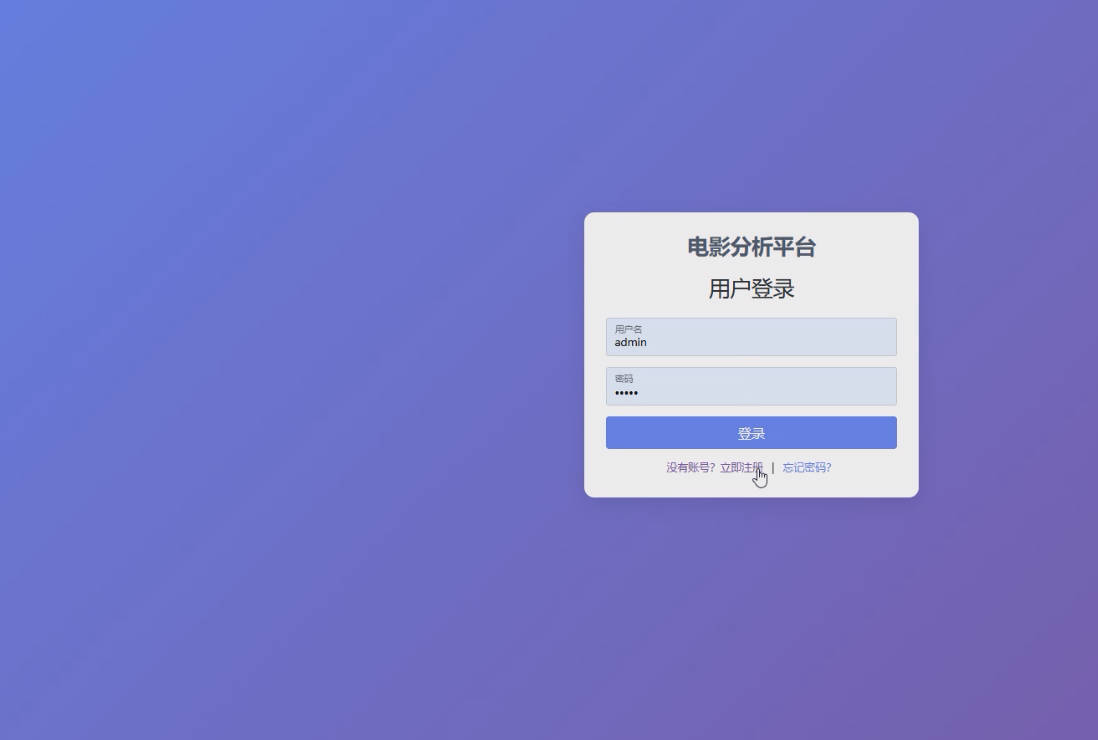 电影分析平台
用户登录
用户名
admin
密码
•••••
登录
没有账号? 立即注册 | 忘记密码?